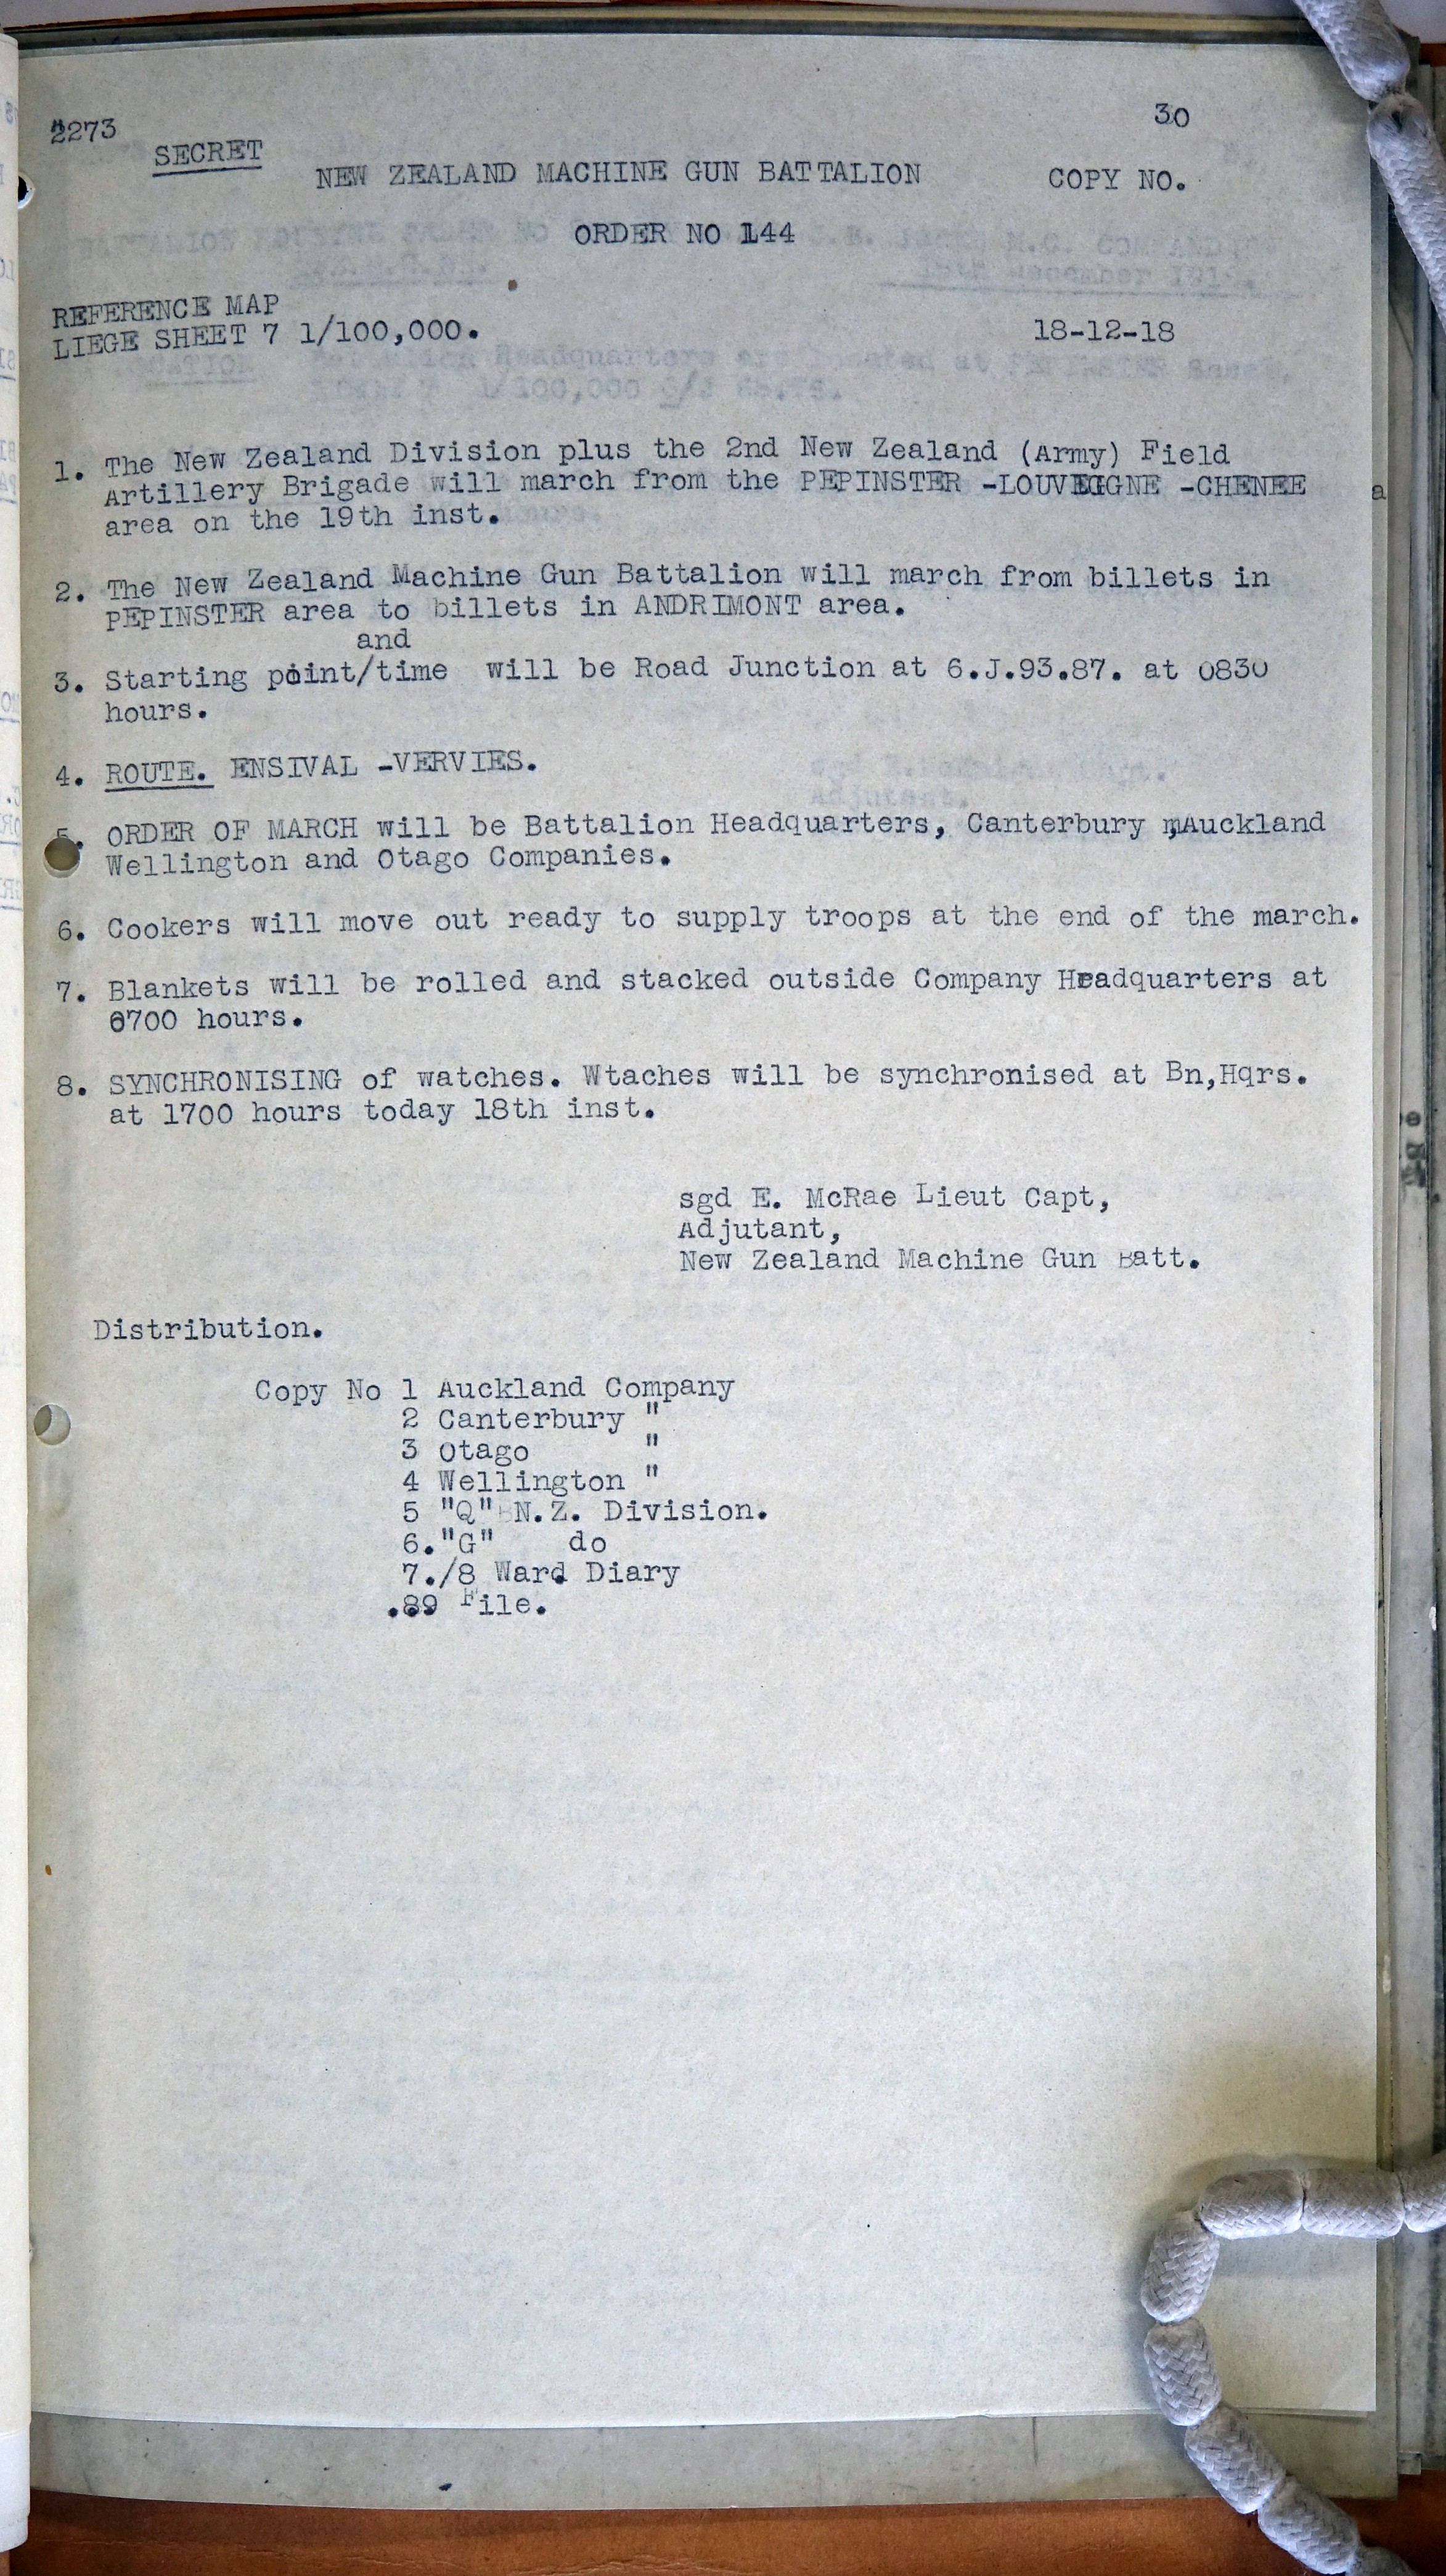 30
2273
SECRET
NEW ZEALAND MACHINE GUN BATTALION COPY NO.
ORDER NO 144
REFERENCE MAP
LIEGE SHEET 7 1/100,000. 18-12-18
1. The New Zealand Division plus the 2nd New Zealand (Army) Field
Artillery Brigade will march from the PEPINSTER -LOUVEIGNE -CHENEE
area on the 19th inst.
2. The New Zealand Machine Gun Battalion will march from billets in
PEPINSTER area to billets in ANDRIMONT area.
and
3. Starting point/time will be Road Junction at 6.J.93.87. at 0830
hours.
4. ROUTE. ENSIVAL -VERVIES.
5. ORDER OF MARCH will be Battalion Headquarters, Canterbury ,Auckland
Wellington and Otago Companies.
6. Cookers will move out ready to supply troops at the end of the march.
7. Blankets will be rolled and stacked outside Company Headquarters at
0700 hours.
8. SYNCHRONISING of watches. Wtaches will be synchronised at Bn,Hqrs.
at 1700 hours today 18th inst.
sgd E. McRae Lieut Capt,
Adjutant,
New Zealand Machine Gun Batt.
Distribution.
Copy No 1 Auckland Company
2 Canterbury "
3 Otago "
4 Wellington "
5 "Q" N.Z. Division.
6."G" do
7./8 Ward Diary
.89 File.